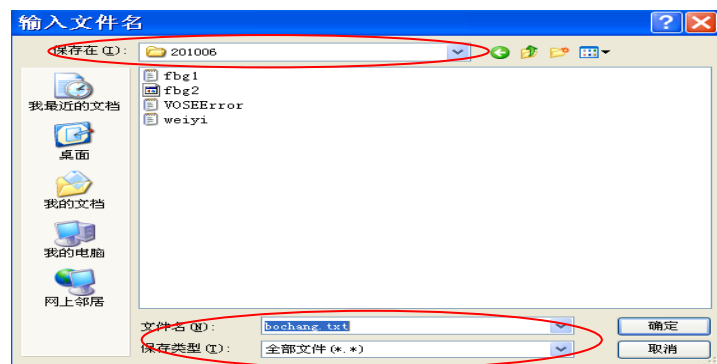 输入文件名
保存在(I):
201006
fbg1
fbg2
VOSEError
weiyi
我最近的文档
桌面
我的文档
我的电脑
网上邻居
文件名(N):
bochang.txt
确定
保存类型(T):
全部文件(*.*)
取消